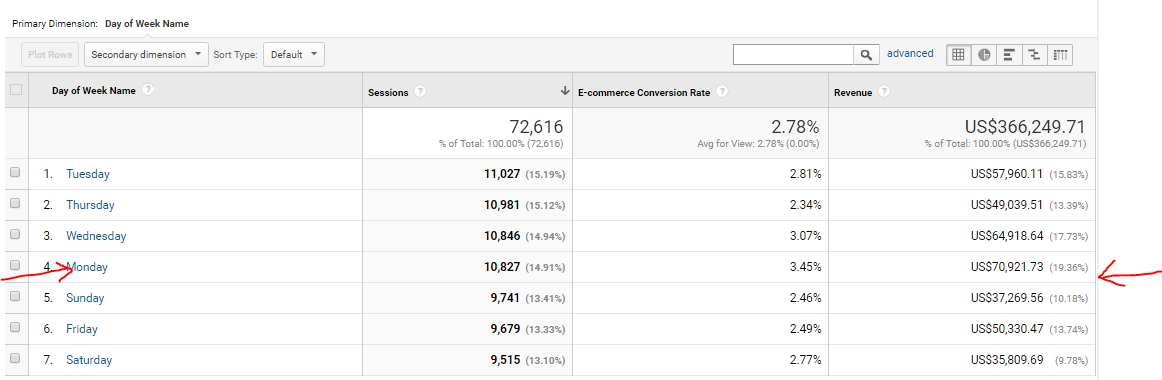 Primary Dimension: Day of Week Name
Plot Rows Secondary dimension Sort Type: Default advanced
Day of Week Name ? Sessions ? E-commerce Conversion Rate ? Revenue ?
72,616 2.78% US$366,249.71
% of Total: 100.00% (72,616) Avg for View: 2.78% (0.00%) % of Total: 100.00% (US$366,249.71)
1. Tuesday 11,027 (15.19%) 2.81% US$57,960.11 (15.83%)
2. Thursday 10,981 (15.12%) 2.34% US$49,039.51 (13.39%)
3. Wednesday 10,846 (14.94%) 3.07% US$64,918.64 (17.73%)
4. Monday 10,827 (14.91%) 3.45% US$70,921.73 (19.36%)
5. Sunday 9,741 (13.41%) 2.46% US$37,269.56 (10.18%)
6. Friday 9,679 (13.33%) 2.49% US$50,330.47 (13.74%)
7. Saturday 9,515 (13.10%) 2.77% US$35,809.69 (9.78%)